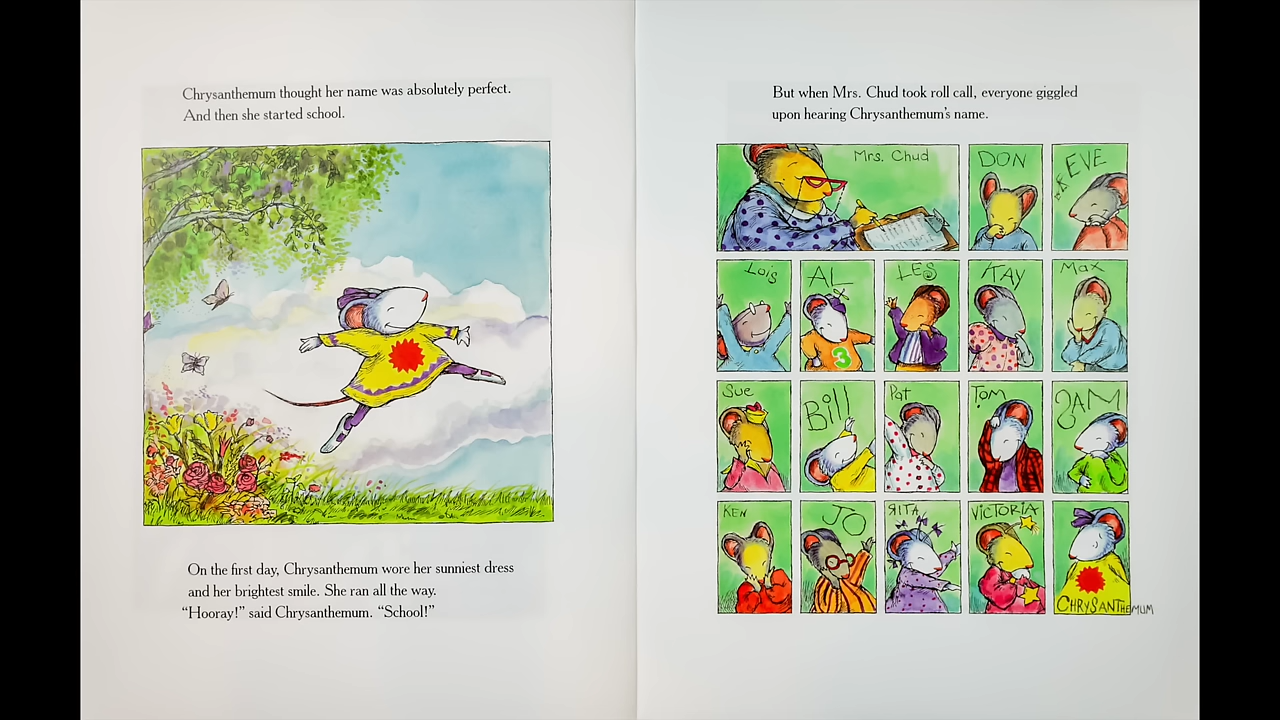 Chrysanthemum thought her name was absolutely perfect.
And then she started school.
On the first day, Chrysanthemum wore her sunniest dress
and her brightest smile. She ran all the way.
“Hooray!” said Chrysanthemum. “School!”
But when Mrs. Chud took roll call, everyone giggled
upon hearing Chrysanthemum’s name.
Mrs. Chud
DON
EVE
Lois
AL
LES
KAY
Max
3
Sue
Bill
Pat
Tom
SAM
KEN
JO
RITA
VICTORIA
CHRYSANTHEMUM